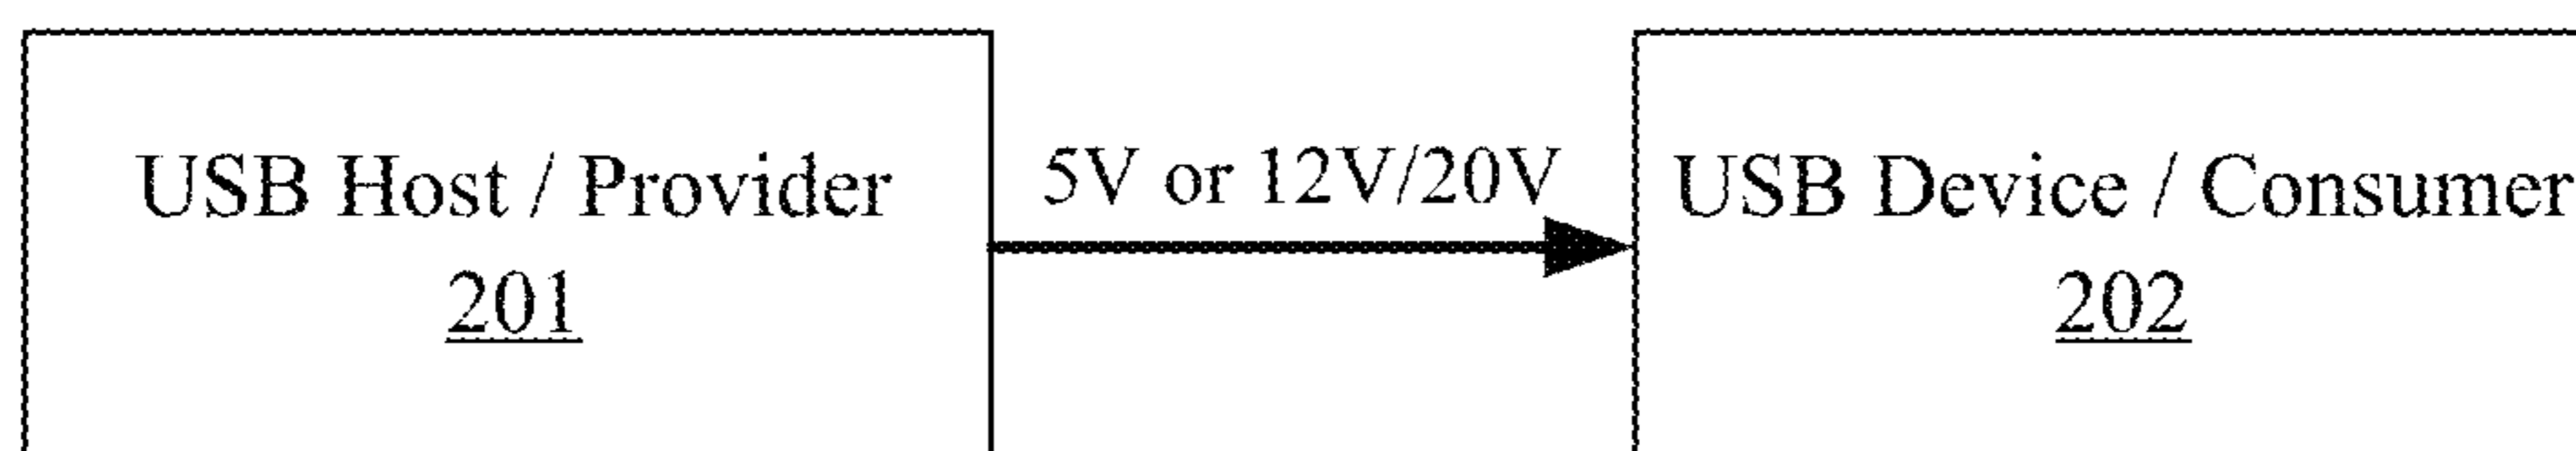 USB Host / Provider
201
5V or 12V/20V
USB Device / Consumer
202